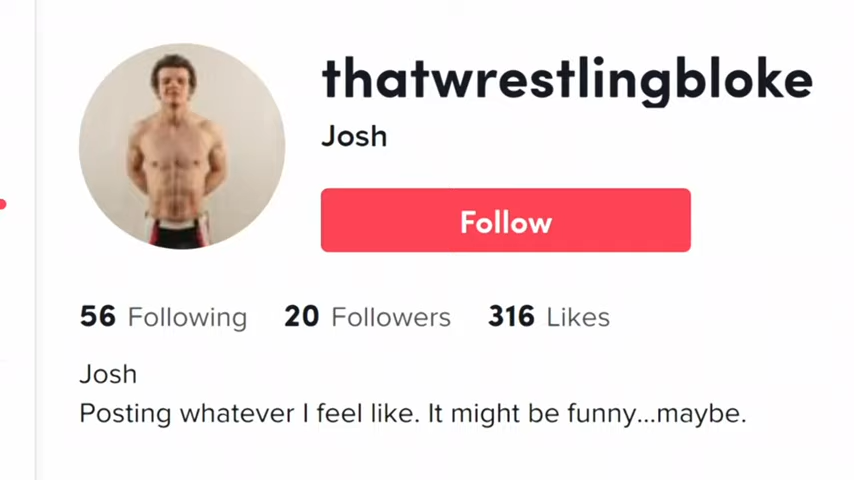 thatwrestlingbloke
Josh
Follow
56 Following 20 Followers 316 Likes
Josh
Posting whatever I feel like. It might be funny...maybe.